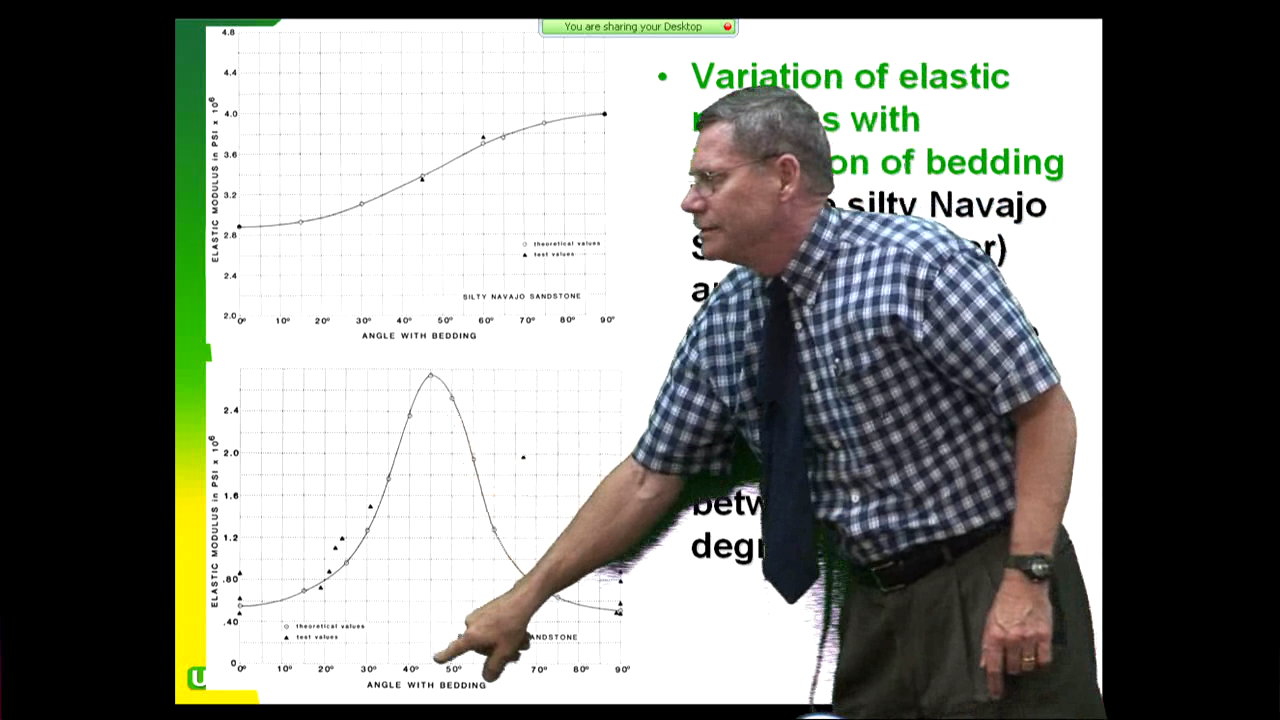 You are sharing your Desktop
4.8
4.4
4.0
3.6
3.2
2.8
2.4
2.0
ELASTIC MODULUS in PSI x 10⁶
theoretical values
test values
SILTY NAVAJO SANDSTONE
0° 10° 20° 30° 40° 50° 60° 70° 80° 90°
ANGLE WITH BEDDING
2.4
2.0
1.6
1.2
.80
.40
0
ELASTIC MODULUS in PSI x 10⁶
theoretical values
test values
ANDSTONE
0° 10° 20° 30° 40° 50° 70° 80° 90°
ANGLE WITH BEDDING
• Variation of elastic
s with
on of bedding
silty Navajo
S er)
betw
degr